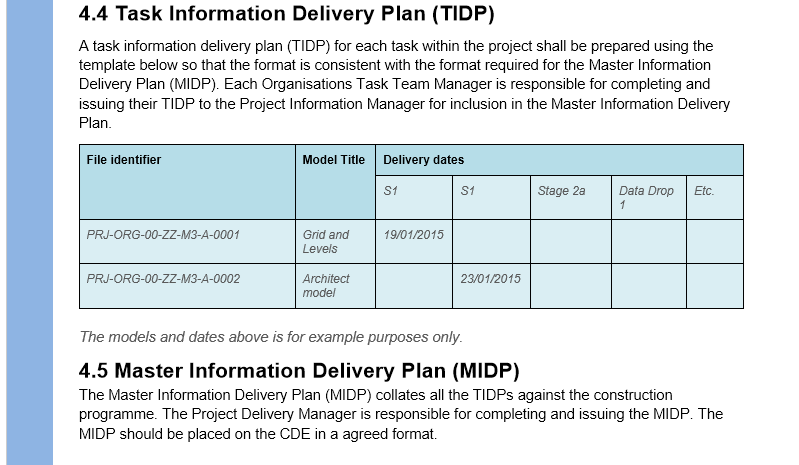 4.4 Task Information Delivery Plan (TIDP)
A task information delivery plan (TIDP) for each task within the project shall be prepared using the
template below so that the format is consistent with the format required for the Master Information
Delivery Plan (MIDP). Each Organisations Task Team Manager is responsible for completing and
issuing their TIDP to the Project Information Manager for inclusion in the Master Information Delivery
Plan.
File identifier Model Title Delivery dates
S1 S1 Stage 2a Data Drop Etc.
1
PRJ-ORG-00-ZZ-M3-A-0001 Grid and 19/01/2015
Levels
PRJ-ORG-00-ZZ-M3-A-0002 Architect 23/01/2015
model
The models and dates above is for example purposes only.
4.5 Master Information Delivery Plan (MIDP)
The Master Information Delivery Plan (MIDP) collates all the TIDPs against the construction
programme. The Project Delivery Manager is responsible for completing and issuing the MIDP. The
MIDP should be placed on the CDE in a agreed format.